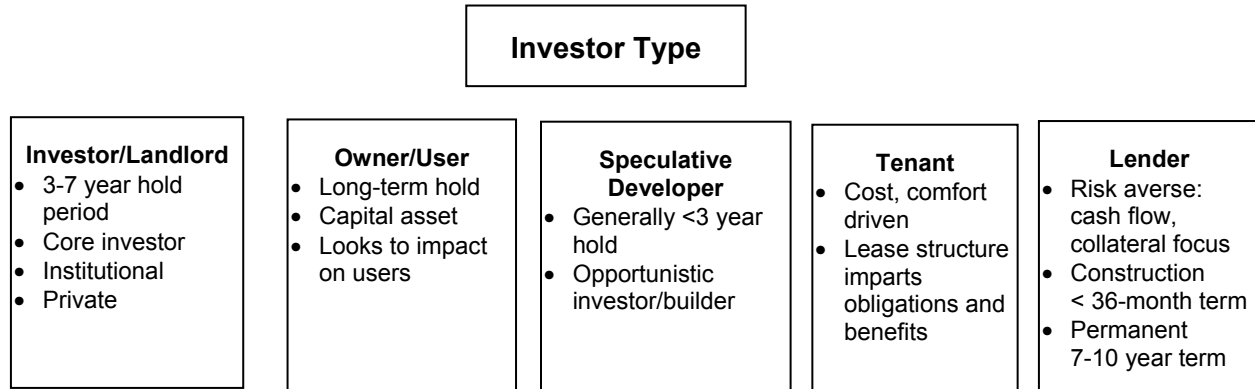 Investor Type
Investor/Landlord
• 3-7 year hold
period
• Core investor
• Institutional
• Private
Owner/User
• Long-term hold
• Capital asset
• Looks to impact
on users
Speculative
Developer
• Generally <3 year
hold
• Opportunistic
investor/builder
Tenant
• Cost, comfort
driven
• Lease structure
imparts
obligations and
benefits
Lender
• Risk averse:
cash flow,
collateral focus
• Construction
< 36-month term
• Permanent
7-10 year term